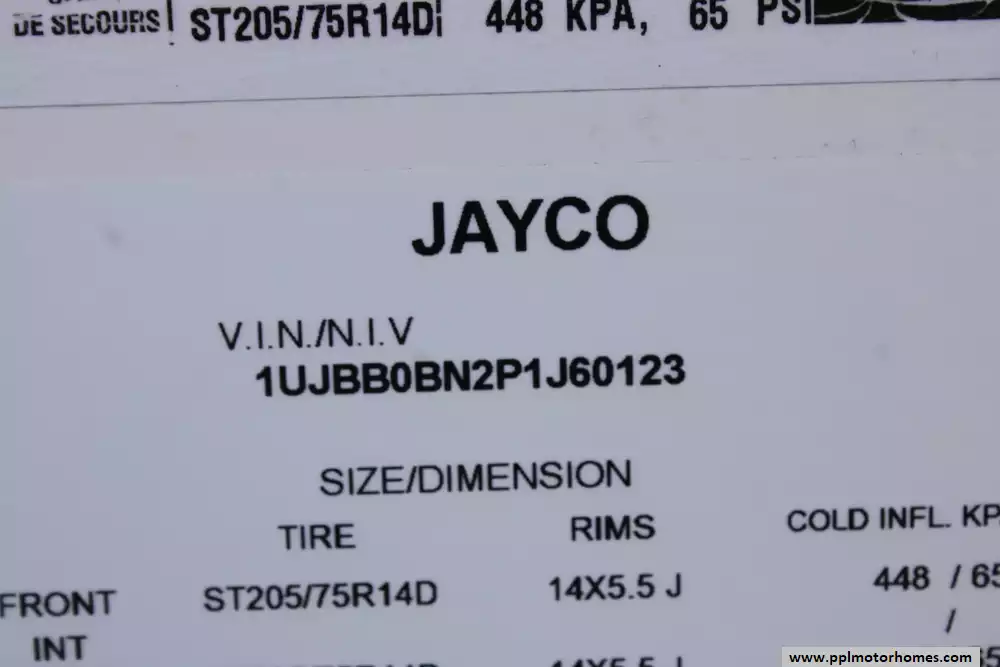 DE SECOURS ST205/75R14D 448 KPA, 65 PSI
JAYCO
V.I.N./N.I.V
1UJBB0BN2P1J60123
SIZE/DIMENSION
TIRE RIMS COLD INFL. KP
FRONT ST205/75R14D 14X5.5 J 448 / 65
INT /
www.pplmotorhomes.com